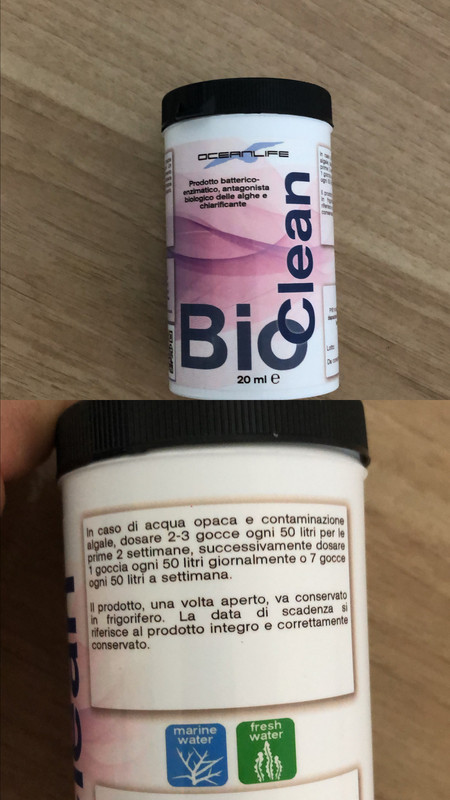 OCEANLIFE
Prodotto batterico-
enzimatico, antagonista
biologico delle alghe e
chiarificante
BioClean
20 ml e
In caso di acqua opaca e contaminazione
algale, dosare 2-3 gocce ogni 50 litri per le
prime 2 settimane, successivamente dosare
1 goccia ogni 50 litri giornalmente o 7 gocce
ogni 50 litri a settimana.
Il prodotto, una volta aperto, va conservato
in frigorifero. La data di scadenza si
riferisce al prodotto integro e correttamente
conservato.
marine
water
fresh
water